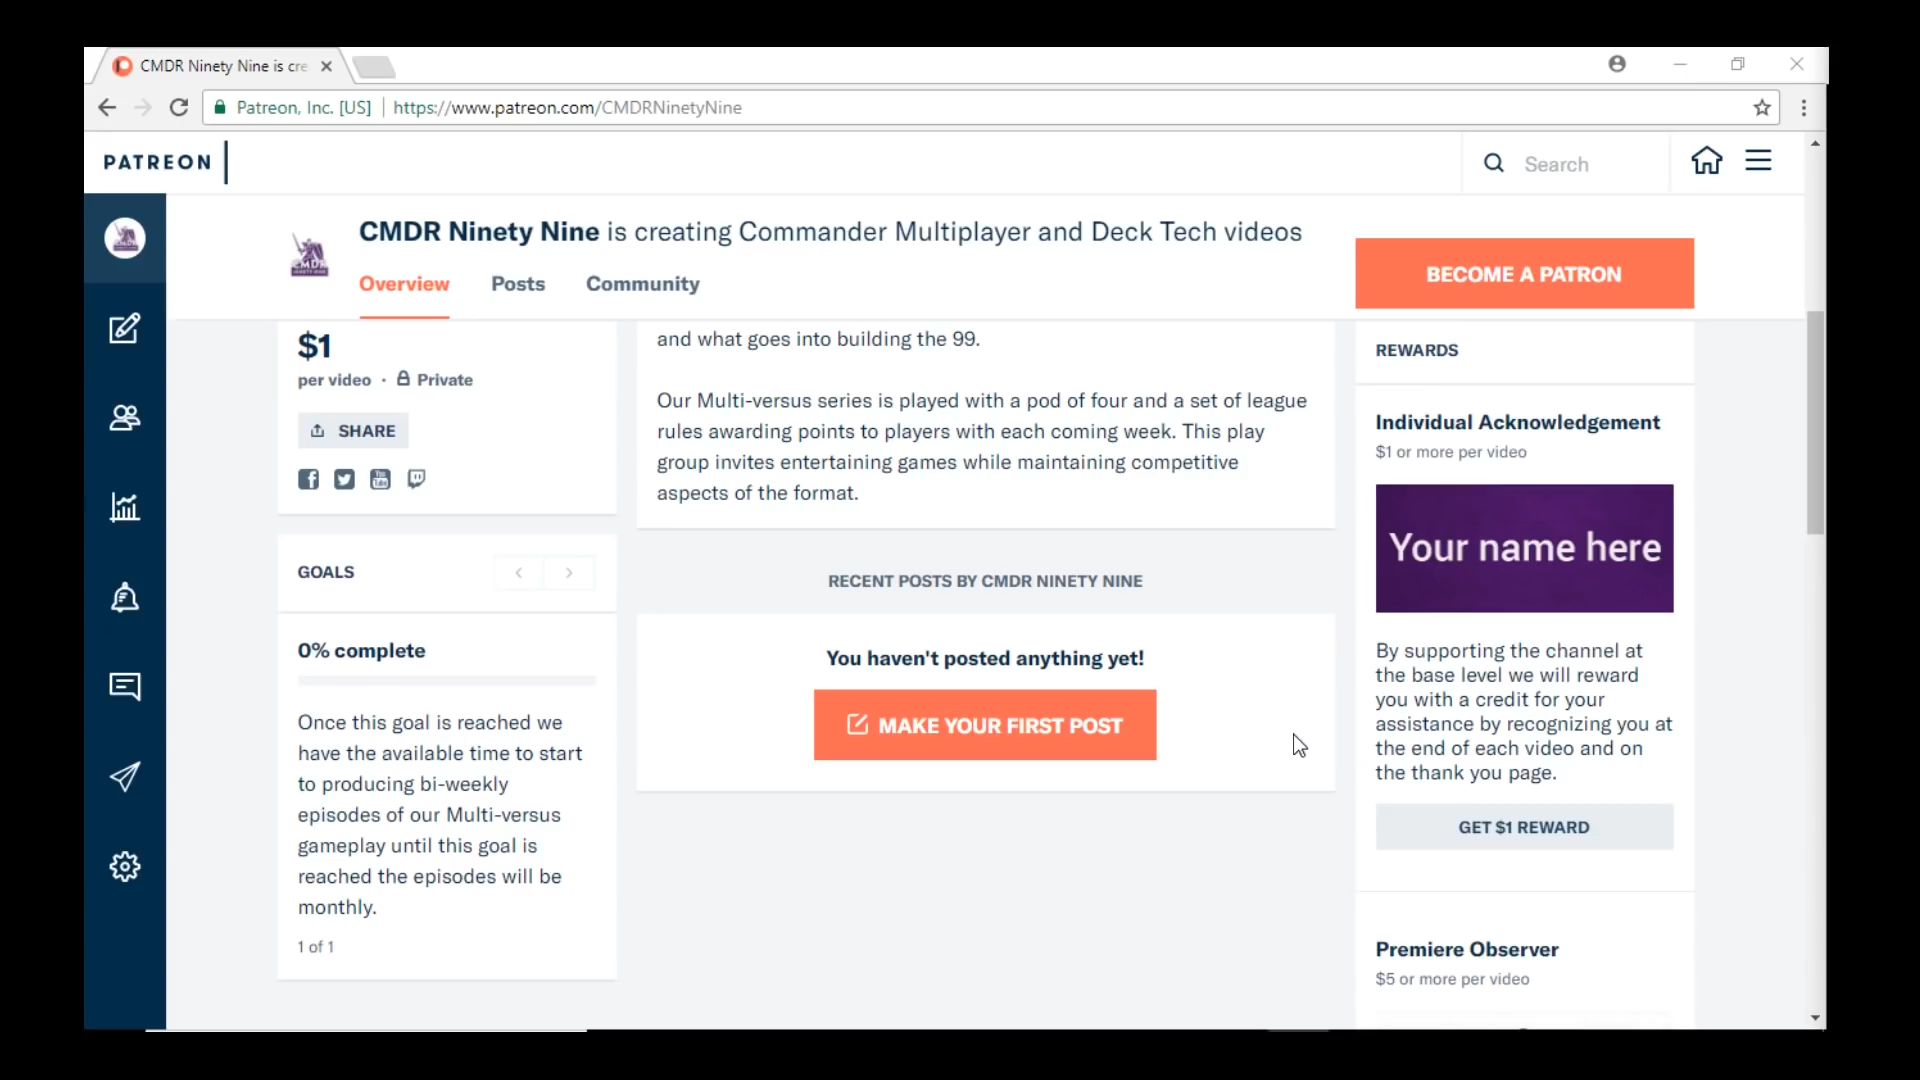 CMDR Ninety Nine is cre
Patreon, Inc. [US]
https://www.patreon.com/CMDRNinetyNine
PATREON
Search
CMDR Ninety Nine is creating Commander Multiplayer and Deck Tech videos
Overview
Posts
Community
BECOME A PATRON
$1
per video · Private
SHARE
GOALS
0% complete
Once this goal is reached we
have the available time to start
to producing bi-weekly
episodes of our Multi-versus
gameplay until this goal is
reached the episodes will be
monthly.
1 of 1
and what goes into building the 99.
Our Multi-versus series is played with a pod of four and a set of league
rules awarding points to players with each coming week. This play
group invites entertaining games while maintaining competitive
aspects of the format.
RECENT POSTS BY CMDR NINETY NINE
You haven't posted anything yet!
MAKE YOUR FIRST POST
REWARDS
Individual Acknowledgement
$1 or more per video
Your name here
By supporting the channel at
the base level we will reward
you with a credit for your
assistance by recognizing you at
the end of each video and on
the thank you page.
GET $1 REWARD
Premiere Observer
$5 or more per video